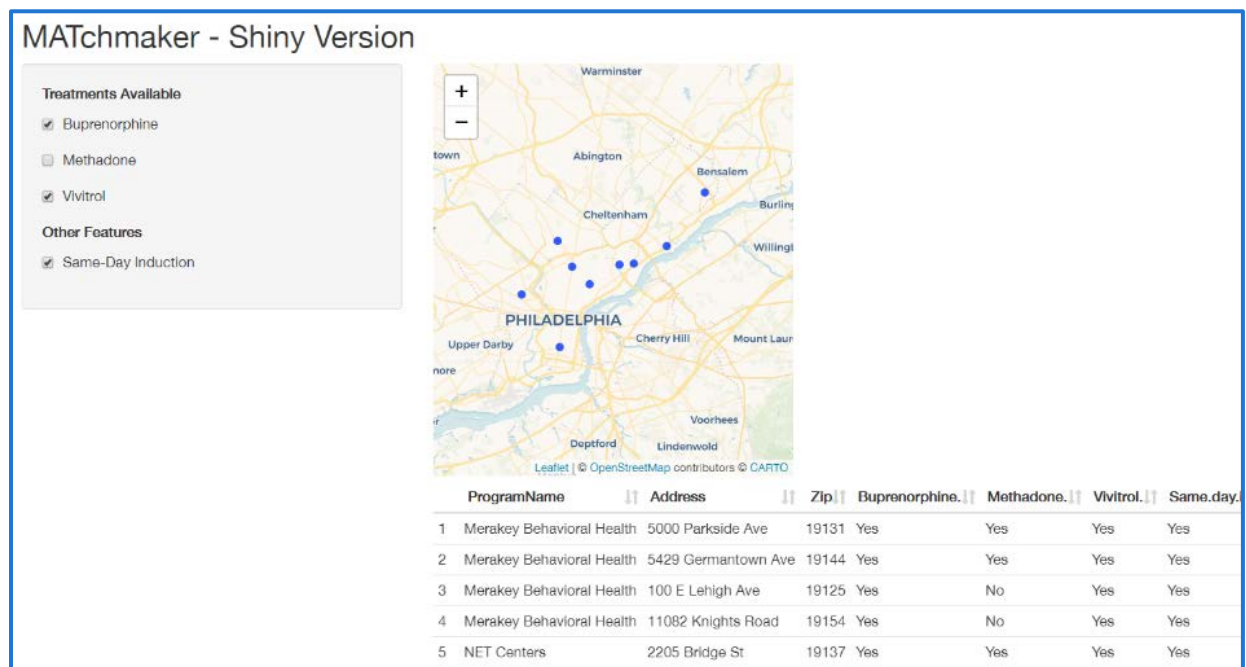 MATchmaker - Shiny Version
Treatments Available
Buprenorphine
Methadone
Vivitrol
Other Features
Same-Day Induction
+
−
Warminster
town
Abington
Bensalem
Burling
Cheltenham
Willingl
PHILADELPHIA
Upper Darby
Cherry Hill
Mount Laur
nore
Voorhees
Deptford
Lindenwold
Leaflet | © OpenStreetMap contributors © CARTO
ProgramName Address Zip Buprenorphine. Methadone. Vivitrol. Same.day.
1 Merakey Behavioral Health 5000 Parkside Ave 19131 Yes Yes Yes Yes
2 Merakey Behavioral Health 5429 Germantown Ave 19144 Yes Yes Yes Yes
3 Merakey Behavioral Health 100 E Lehigh Ave 19125 Yes No Yes Yes
4 Merakey Behavioral Health 11082 Knights Road 19154 Yes No Yes Yes
5 NET Centers 2205 Bridge St 19137 Yes Yes Yes Yes